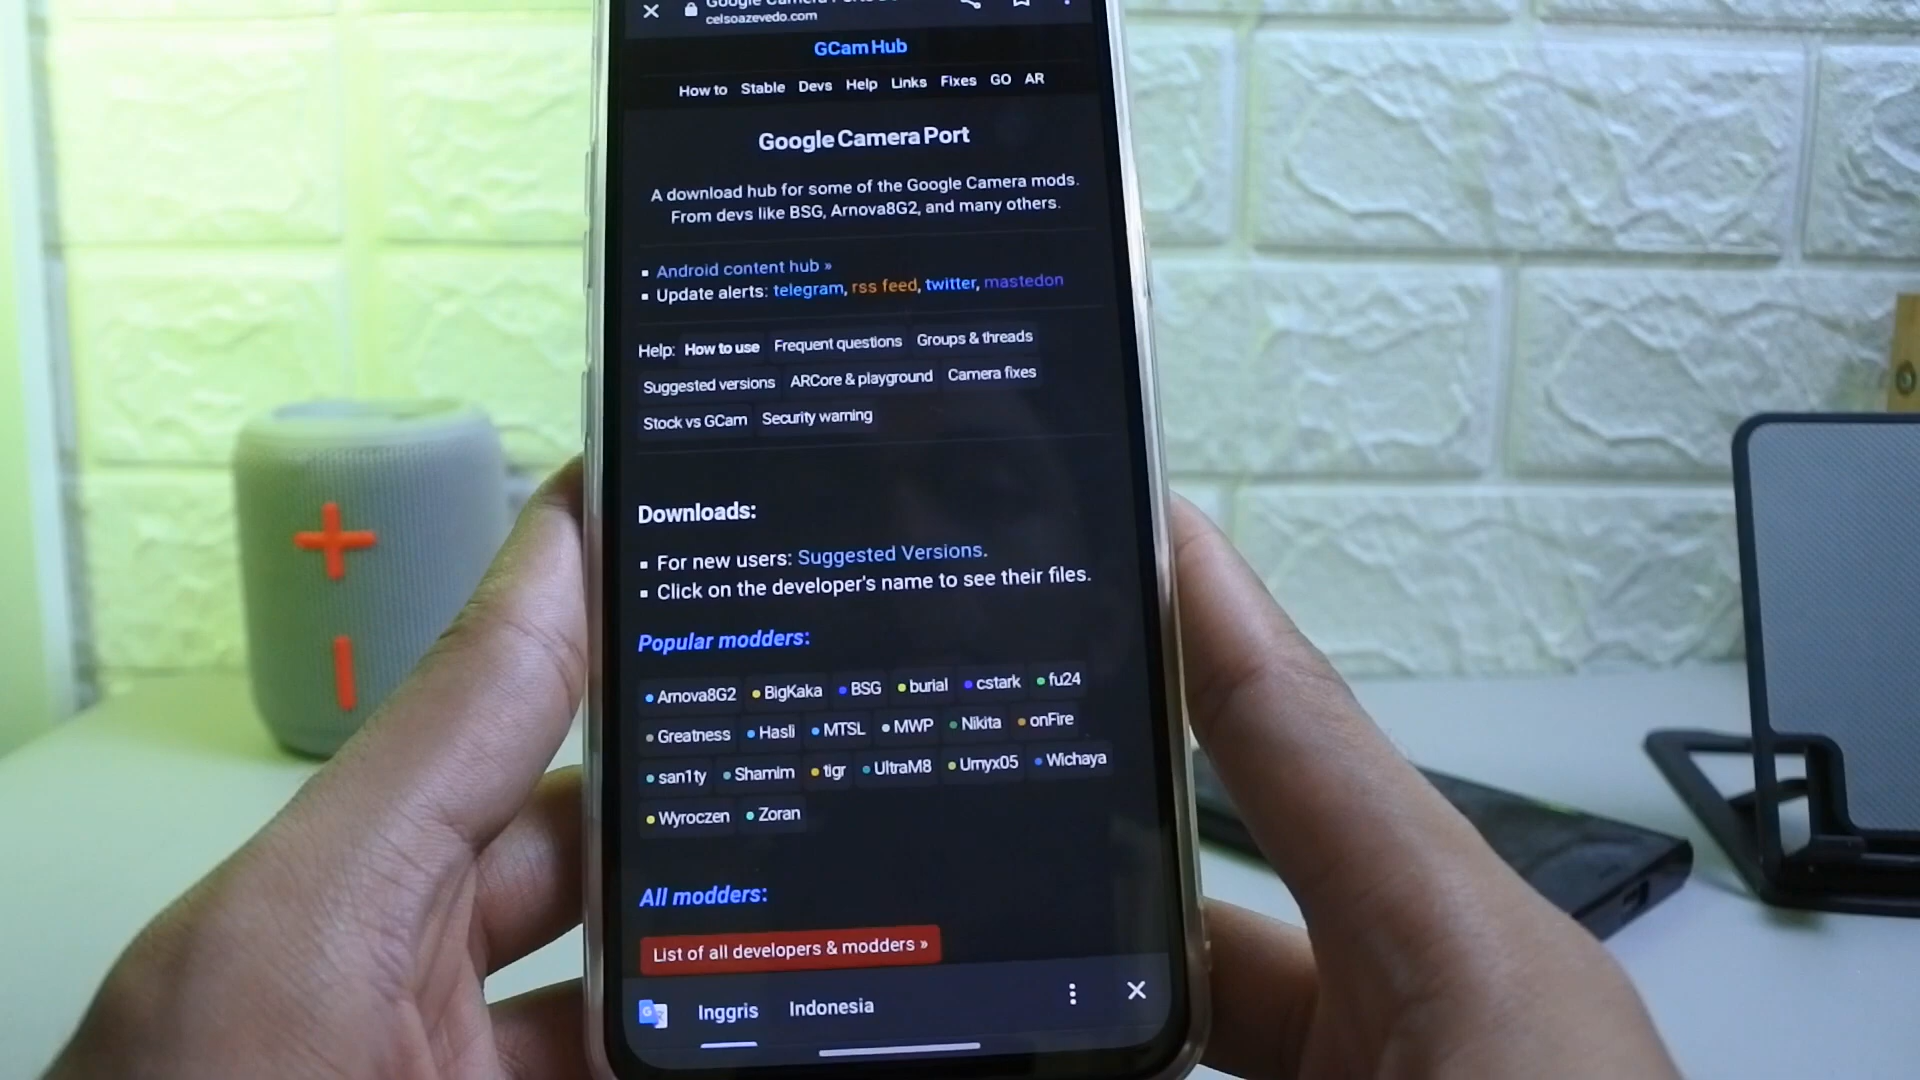 celsoazevedo.com
GCam Hub
How to Stable Devs Help Links Fixes GO AR
Google Camera Port
A download hub for some of the Google Camera mods.
From devs like BSG, Arnova8G2, and many others.
Android content hub »
Update alerts: telegram, rss feed, twitter, mastedon
Help: How to use Frequent questions Groups & threads
Suggested versions ARCore & playground Camera fixes
Stock vs GCam Security warning
Downloads:
For new users: Suggested Versions.
Click on the developer's name to see their files.
Popular modders:
Arnova8G2 BigKaka BSG burial cstark fu24
Greatness Hasli MTSL MWP Nikita onFire
san1ty Shamim tigr UltraM8 Urnyx05 Wichaya
Wyroczen Zoran
All modders:
List of all developers & modders »
Inggris Indonesia